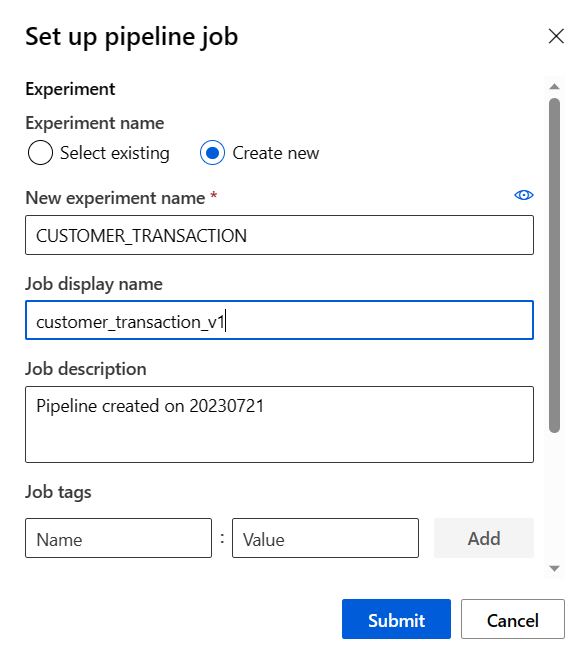 Set up pipeline job
Experiment
Experiment name
Select existing Create new
New experiment name *
CUSTOMER_TRANSACTION
Job display name
customer_transaction_v1
Job description
Pipeline created on 20230721
Job tags
Name : Value Add
Submit Cancel